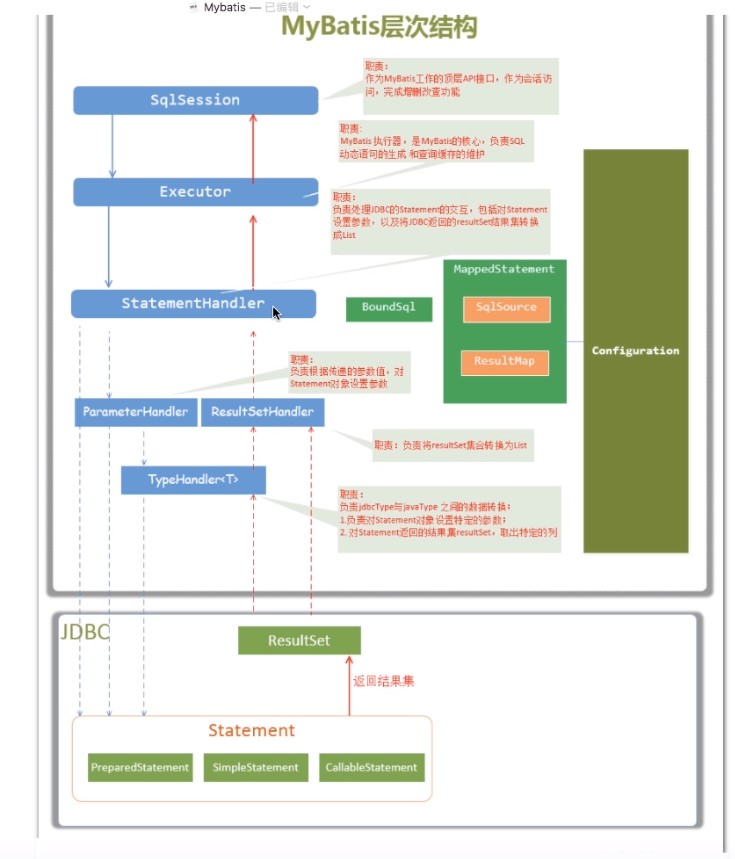 Mybatis — 已编辑
MyBatis层次结构
职责：
作为MyBatis工作的顶层API接口，作为会话访
问，完成增删改查功能
SqlSession
职责:
MyBatis 执行器，是MyBatis的核心，负责SQL
动态语句的生成 和查询缓存的维护
Executor
职责：
负责处理JDBC的Statement的交互，包括对Statement
设置参数，以及将JDBC返回的resultSet结果集转换
成List
StatementHandler
BoundSql
MappedStatement
SqlSource
ResultMap
Configuration
职责：
负责根据传递的参数值，对
Statement对象设置参数
ParameterHandler
ResultSetHandler
职责：负责将resultSet集合转换为List
TypeHandler<T>
职责：
负责jdbcType与javaType 之间的数据转换：
1.负责对Statement对象设置特定的参数；
2. 对Statement返回的结果集resultSet，取出特定的列
JDBC
ResultSet
返回结果集
Statement
PreparedStatement
SimpleStatement
CallableStatement